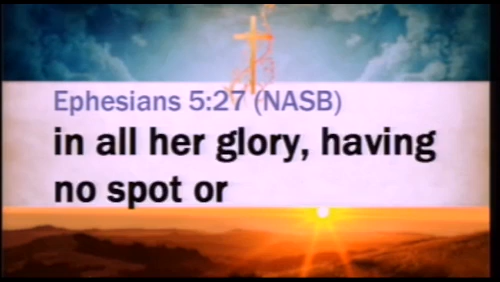 Ephesians 5:27 (NASB)
in all her glory, having
no spot or